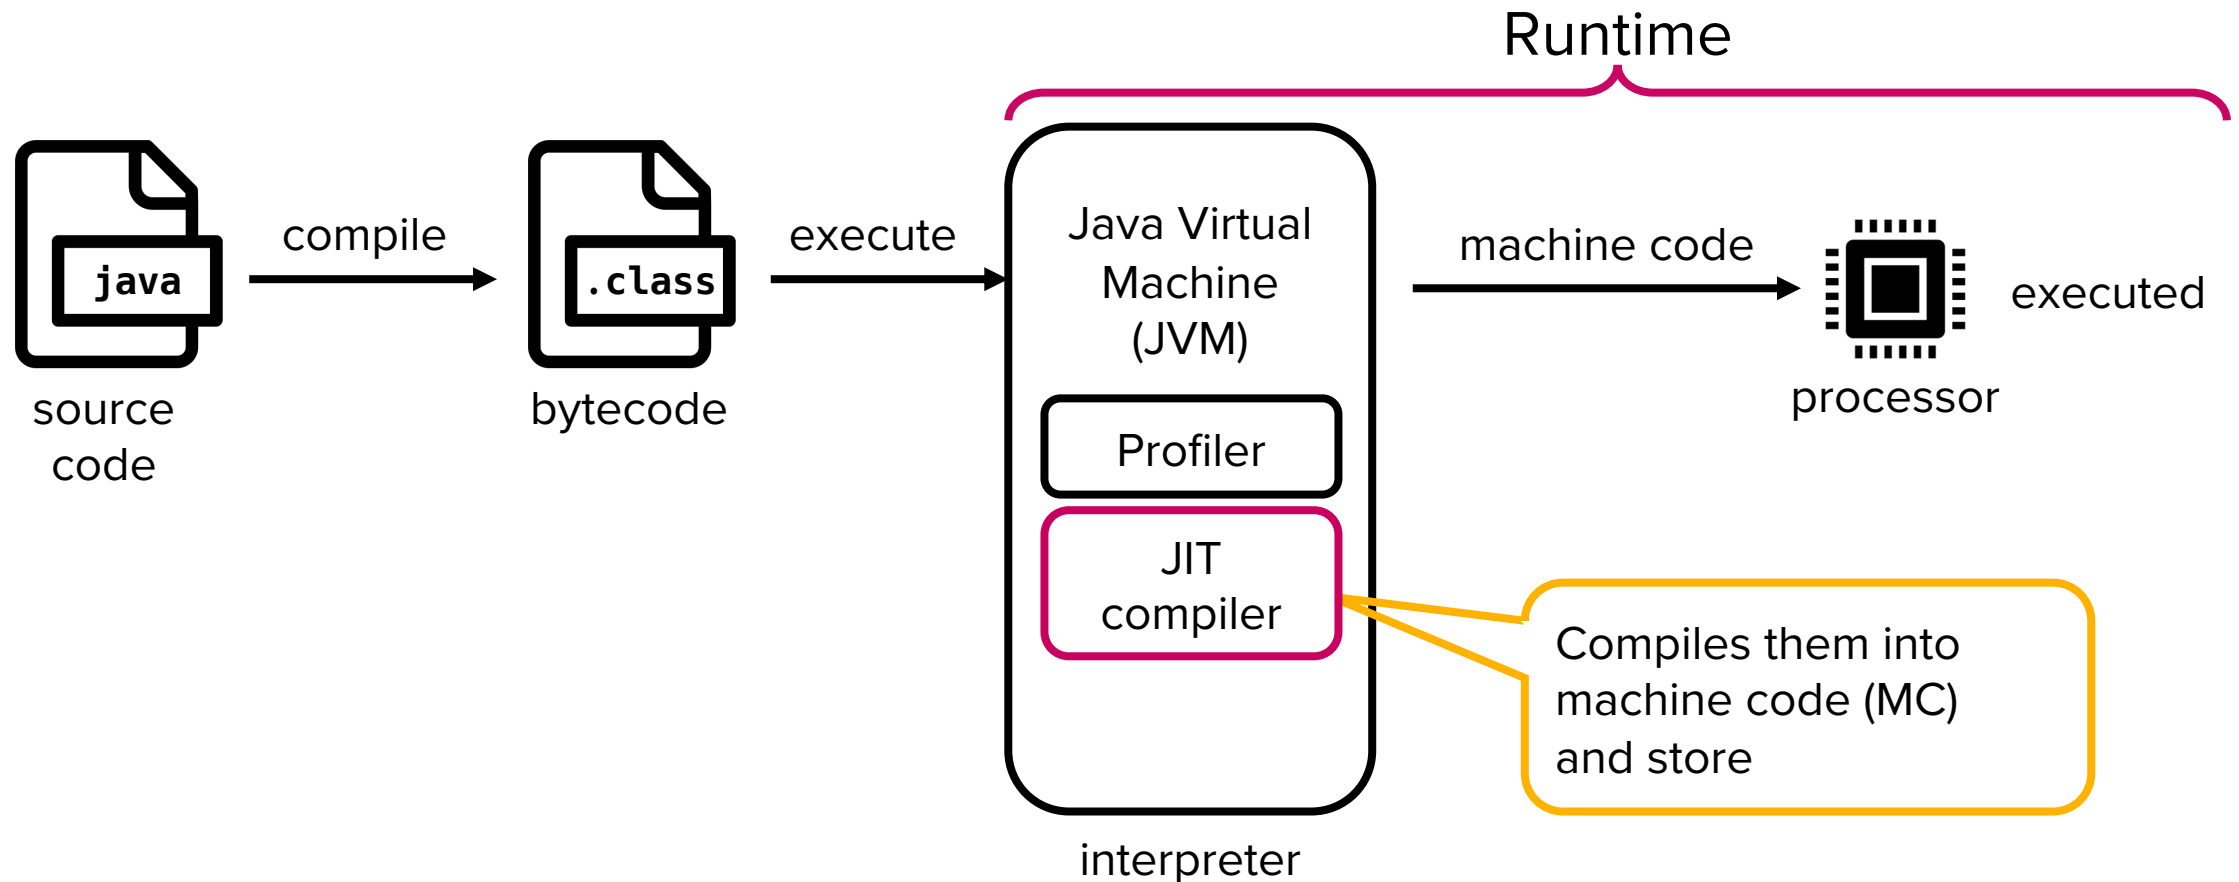 Runtime
java
source
code
compile
.class
bytecode
execute
Java Virtual
Machine
(JVM)
Profiler
JIT
compiler
interpreter
machine code
processor
executed
Compiles them into
machine code (MC)
and store